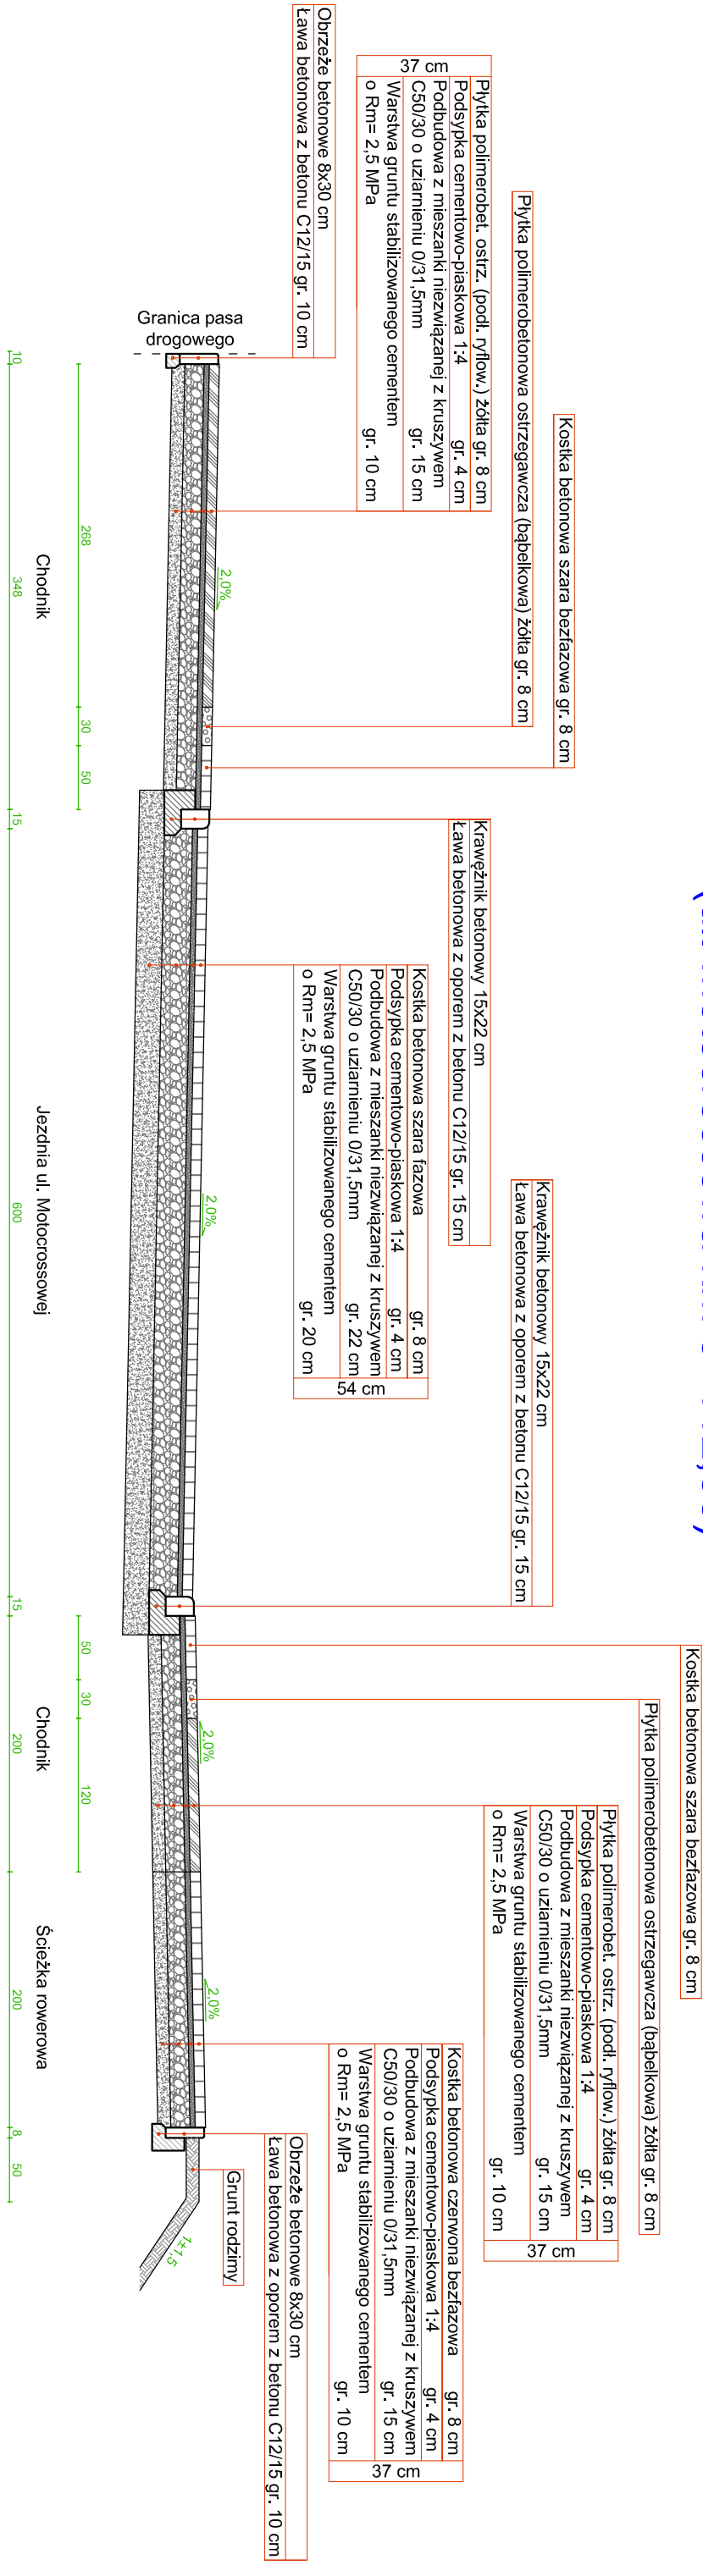 Kostka betonowa szara bezfazowa gr. 8 cm
Płytka polimerobetonowa ostrzegawcza (bąbelkowa) żółta gr. 8 cm
Płytka polimerobet. ostrz. (podł. ryflow.) żółta gr. 8 cm
Podsypka cementowo-piaskowa 1:4 gr. 4 cm
Podbudowa z mieszanki niezwiązanej z kruszywem
C50/30 o uziarnieniu 0/31,5mm gr. 15 cm
Warstwa gruntu stabilizowanego cementem
o Rm= 2,5 MPa gr. 10 cm
37 cm
Obrzeże betonowe 8x30 cm
Ława betonowa z betonu C12/15 gr. 10 cm
Krawężnik betonowy 15x22 cm
Ława betonowa z oporem z betonu C12/15 gr. 15 cm
Kostka betonowa szara fazowa gr. 8 cm
Podsypka cementowo-piaskowa 1:4 gr. 4 cm
Podbudowa z mieszanki niezwiązanej z kruszywem
C50/30 o uziarnieniu 0/31,5mm gr. 22 cm
Warstwa gruntu stabilizowanego cementem
o Rm= 2,5 MPa gr. 20 cm
54 cm
Krawężnik betonowy 15x22 cm
Ława betonowa z oporem z betonu C12/15 gr. 15 cm
Kostka betonowa szara bezfazowa gr. 8 cm
Płytka polimerobetonowa ostrzegawcza (bąbelkowa) żółta gr. 8 cm
Płytka polimerobet. ostrz. (podł. ryflow.) żółta gr. 8 cm
Podsypka cementowo-piaskowa 1:4 gr. 4 cm
Podbudowa z mieszanki niezwiązanej z kruszywem
C50/30 o uziarnieniu 0/31,5mm gr. 15 cm
Warstwa gruntu stabilizowanego cementem
o Rm= 2,5 MPa gr. 10 cm
37 cm
Kostka betonowa czerwona bezfazowa gr. 8 cm
Podsypka cementowo-piaskowa 1:4 gr. 4 cm
Podbudowa z mieszanki niezwiązanej z kruszywem
C50/30 o uziarnieniu 0/31,5mm gr. 15 cm
Warstwa gruntu stabilizowanego cementem
o Rm= 2,5 MPa gr. 10 cm
37 cm
Obrzeże betonowe 8x30 cm
Ława betonowa z oporem z betonu C12/15 gr. 10 cm
Grunt rodzimy
Granica pasa
drogowego
2,0%
2,0%
2,0%
2,0%
1÷1,5
268 30 50
50 30 120
Chodnik
Jezdnia ul. Motocrossowej
Chodnik
Ścieżka rowerowa
10 348 15 600 15 200 200 8 50